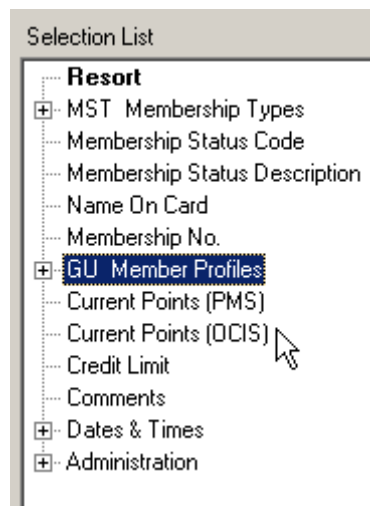 Selection List
Resort
MST Membership Types
Membership Status Code
Membership Status Description
Name On Card
Membership No.
GU Member Profiles
Current Points (PMS)
Current Points (OCIS)
Credit Limit
Comments
Dates & Times
Administration